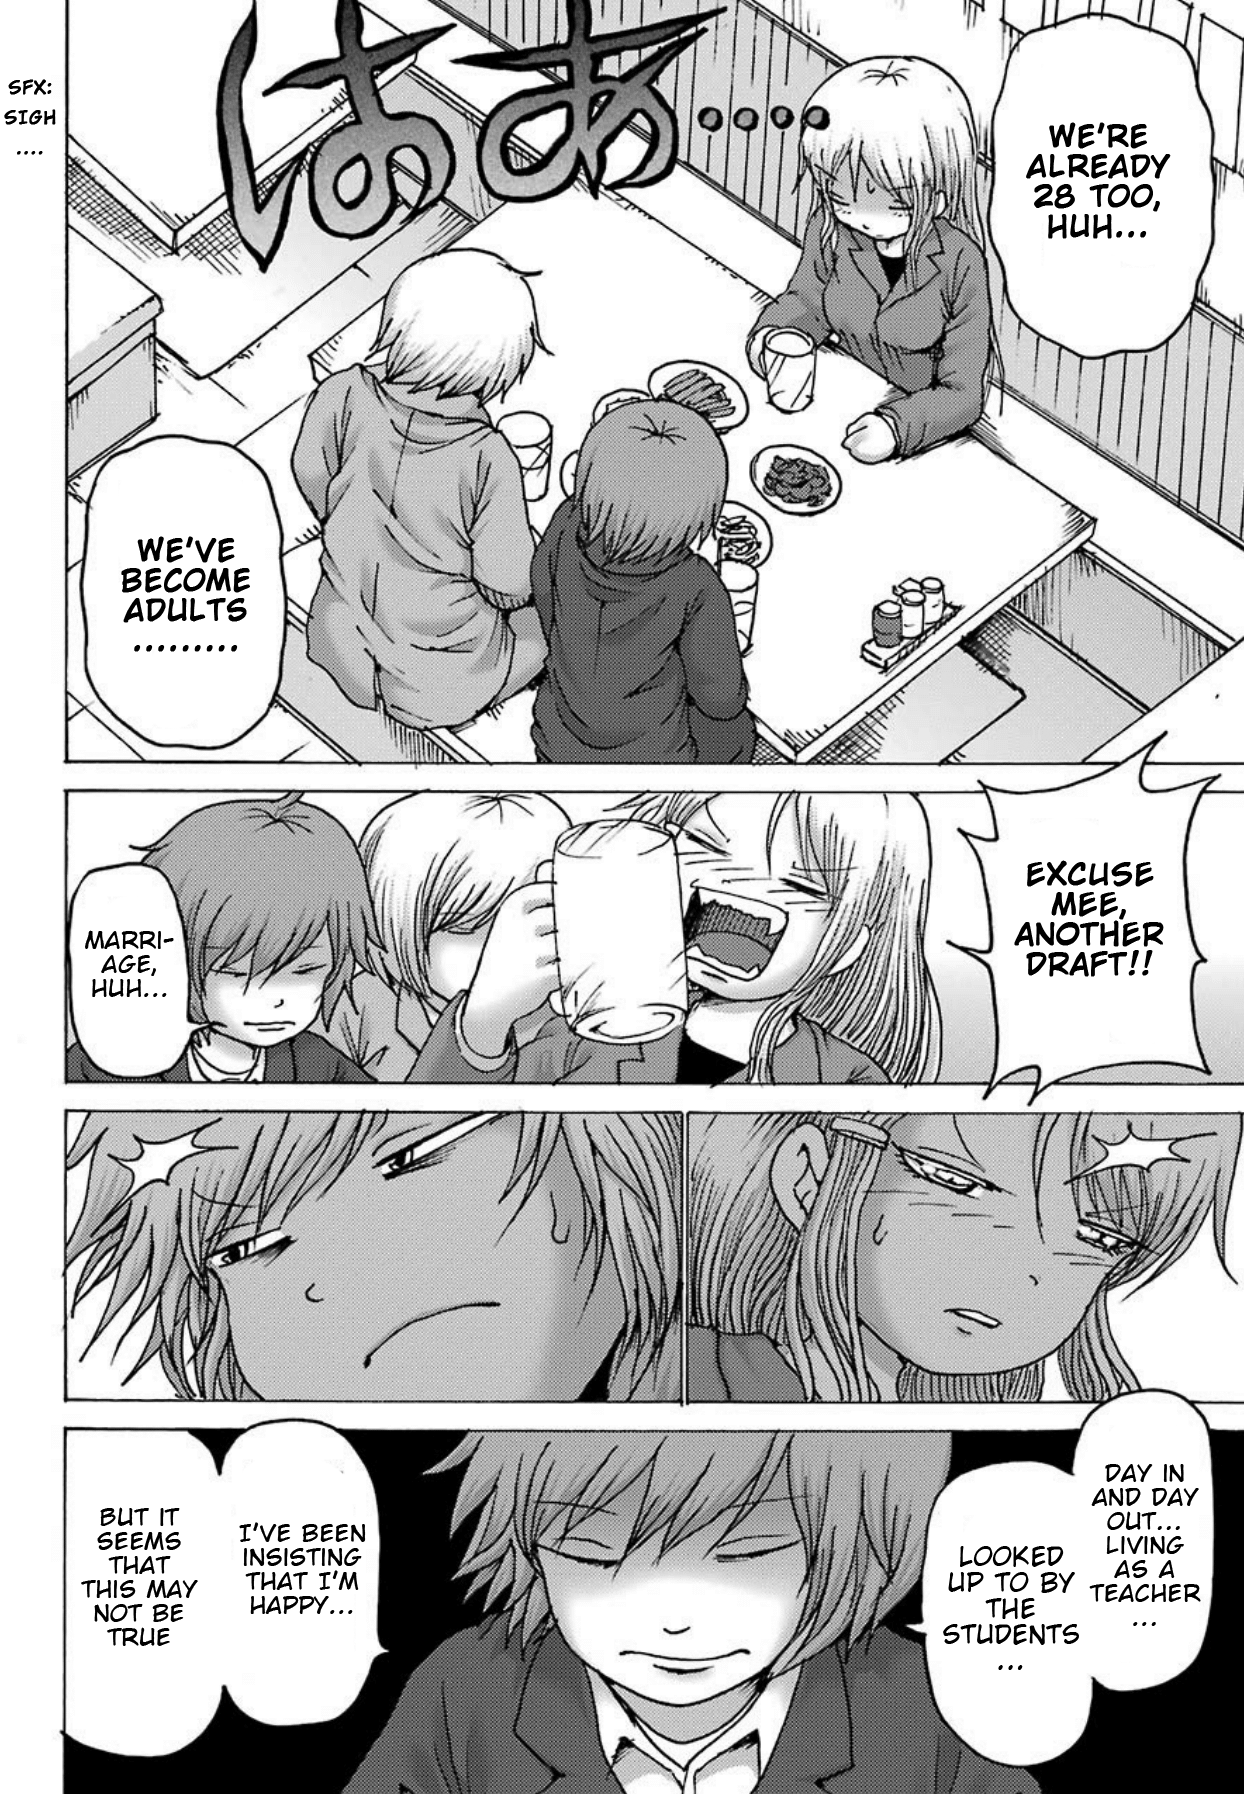 WE'RE
ALREADY
28 TOO,
HUH...
はあ....
SFX:
SIGH
....
WE'VE
BECOME
ADULTS
.........
EXCUSE
MEE,
ANOTHER
DRAFT!!
MARRI-
AGE,
HUH...
DAY IN
AND DAY
OUT...
LIVING
AS A
TEACHER
...
LOOKED
UP TO BY
THE
STUDENTS
...
I'VE BEEN
INSISTING
THAT I'M
HAPPY...
BUT IT
SEEMS
THAT
THIS MAY
NOT BE
TRUE